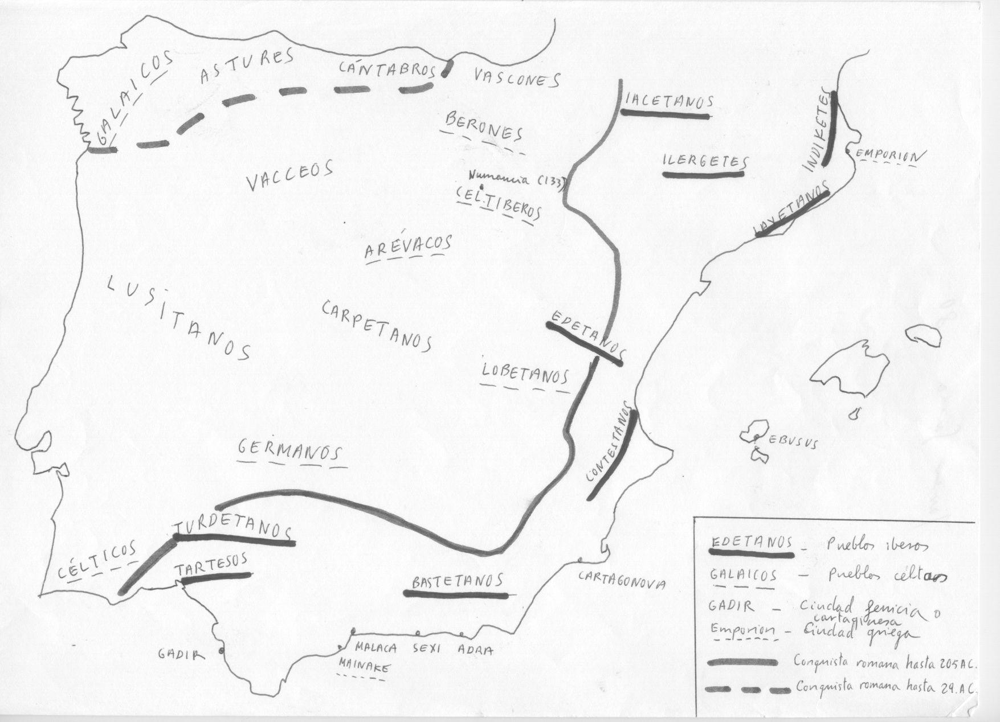 GALAICOS
ASTURES
CÁNTABROS
VASCONES
IACETANOS
INDIKETES
BERONES
ILERGETES
EMPORION
VACCEOS
Numancia (133)
CELTIBEROS
LAYETANOS
ARÉVACOS
LUSITANOS
CARPETANOS
EDETANOS
LOBETANOS
CONTESTANOS
EBUSUS
GERMANOS
TURDETANOS
CÉLTICOS
TARTESOS
BASTETANOS
CARTAGONOVA
GADIR
MALACA
SEXI
ADRA
MAINAKE
EDETANOS - Pueblos iberos
GALAICOS - Pueblos celtas
GADIR - Ciudad fenicia o
cartaginesa
Emporion - Ciudad griega
Conquista romana hasta 205 AC.
Conquista romana hasta 29. AC.